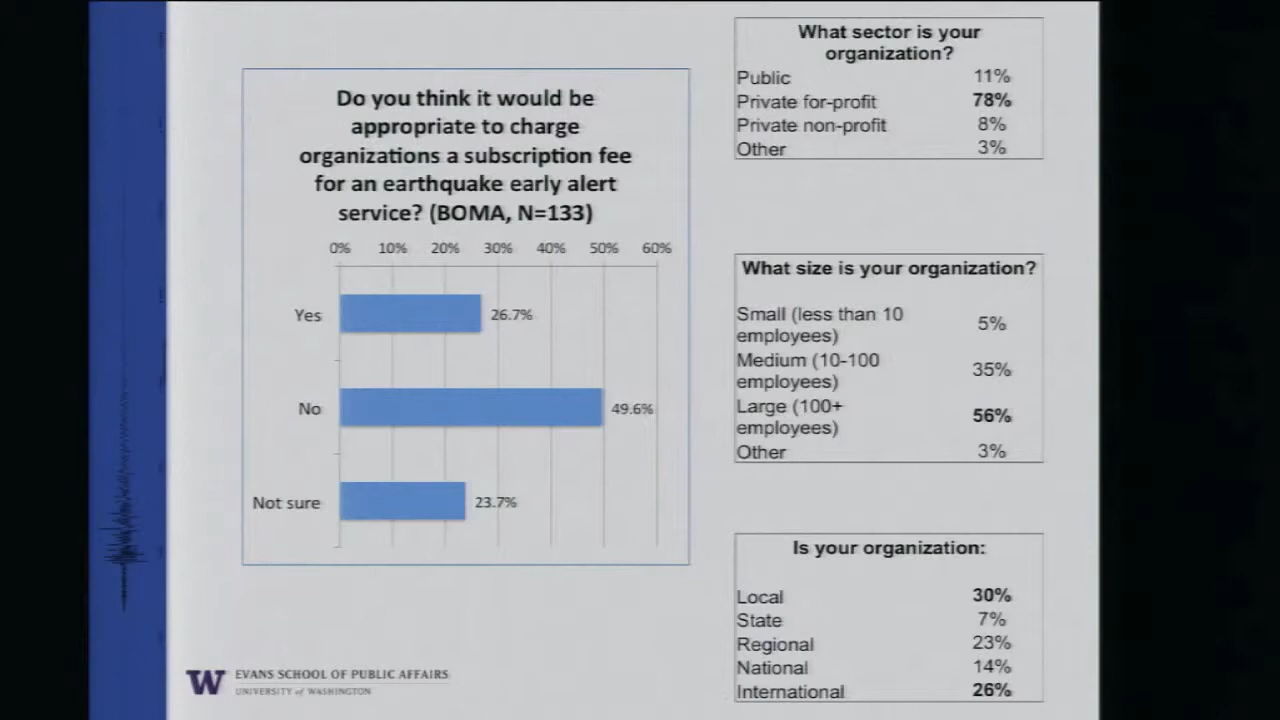 Do you think it would be
appropriate to charge
organizations a subscription fee
for an earthquake early alert
service? (BOMA, N=133)
0% 10% 20% 30% 40% 50% 60%
Yes 26.7%
No 49.6%
Not sure 23.7%
What sector is your
organization?
Public 11%
Private for-profit 78%
Private non-profit 8%
Other 3%
What size is your organization?
Small (less than 10
employees) 5%
Medium (10-100
employees) 35%
Large (100+
employees) 56%
Other 3%
Is your organization:
Local 30%
State 7%
Regional 23%
National 14%
International 26%
W EVANS SCHOOL OF PUBLIC AFFAIRS
UNIVERSITY of WASHINGTON